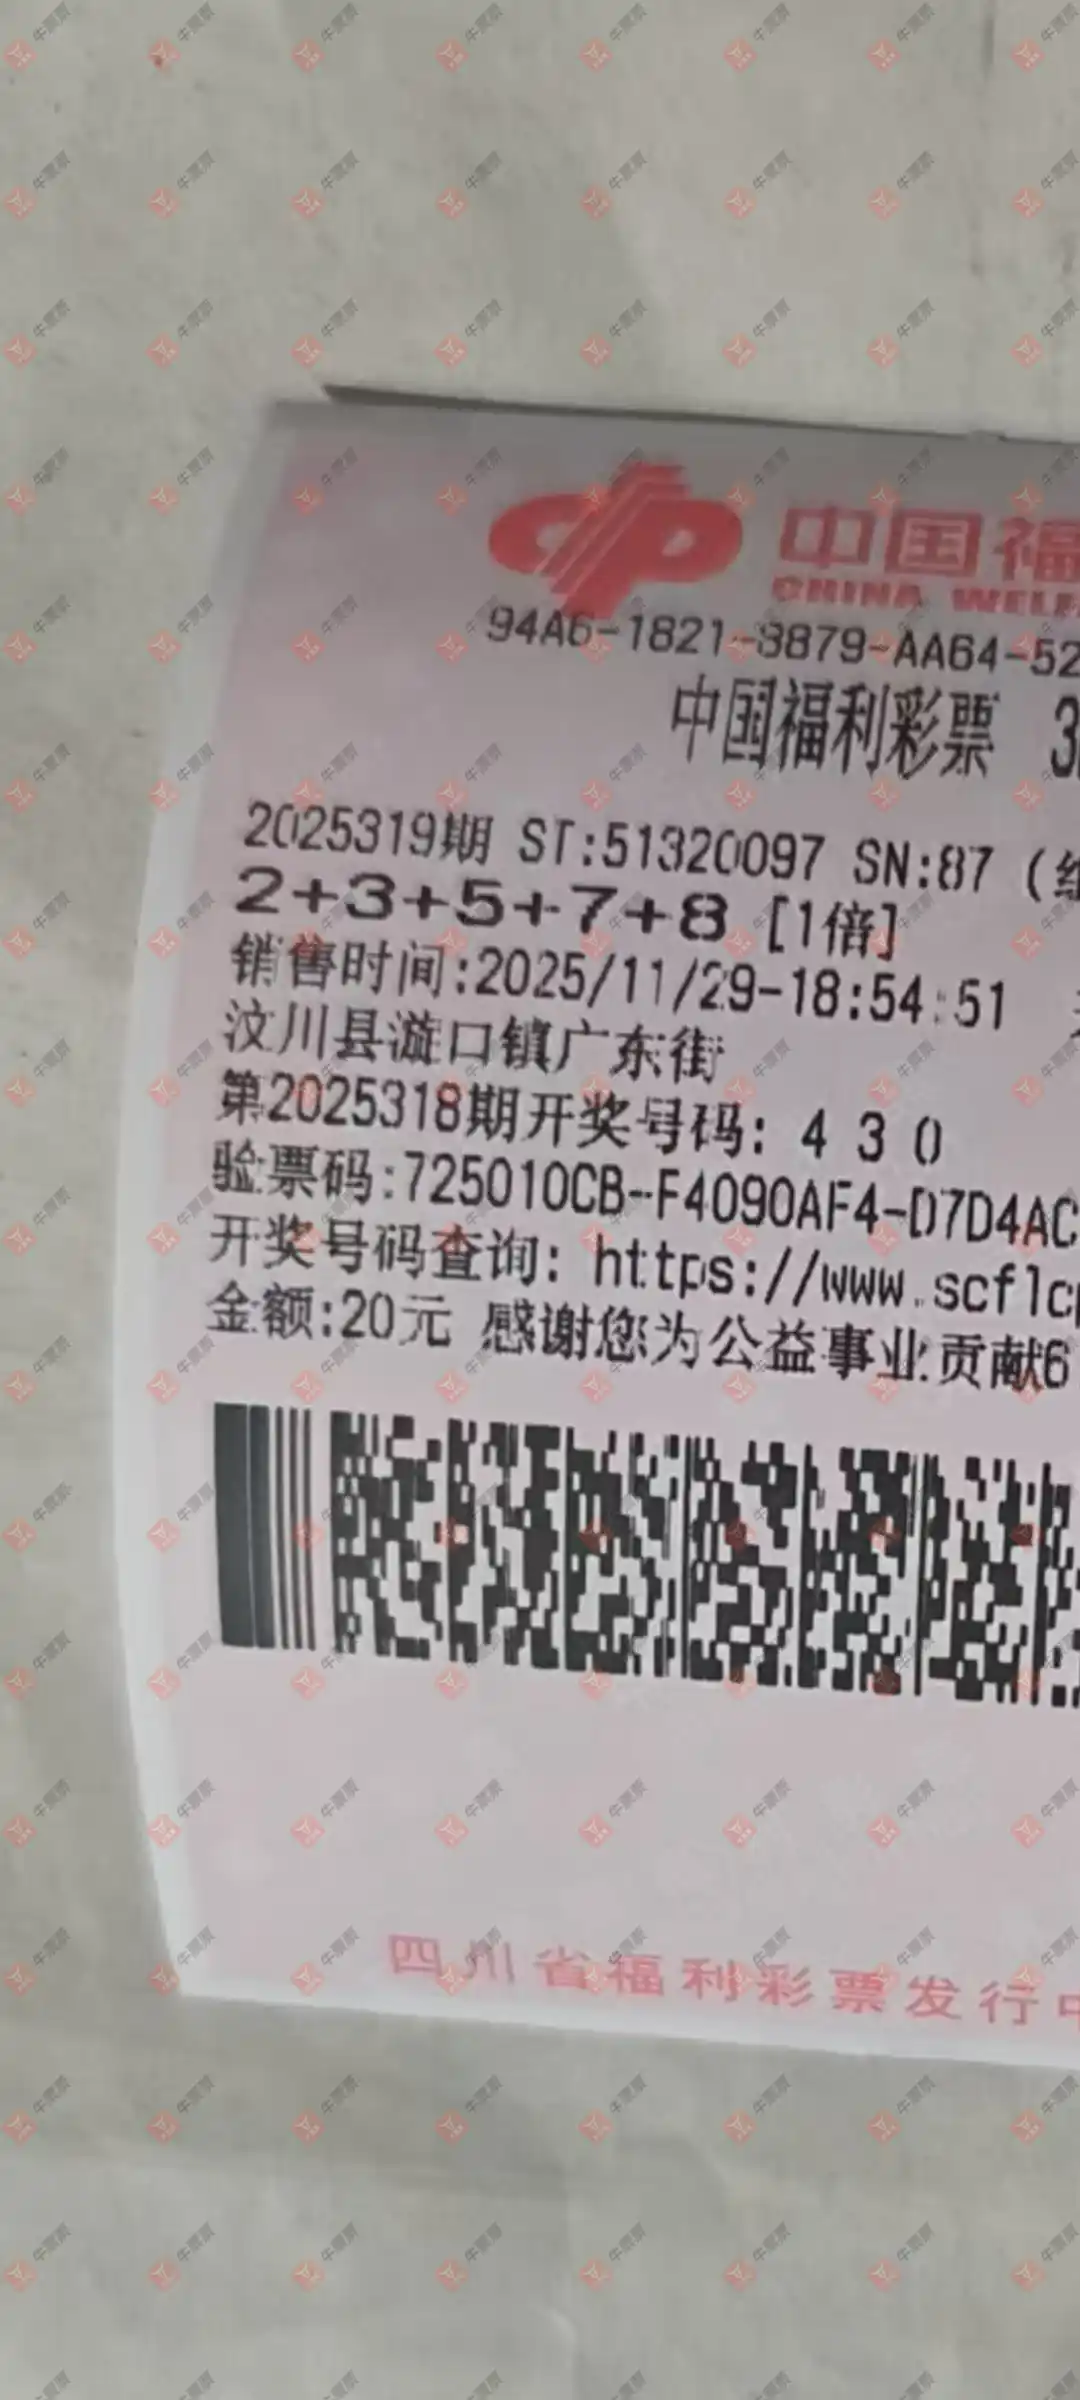 中国福
CHINA WELF
94A6-1821-8879-AA64-52
中国福利彩票 3
2025319期 ST:51320097 SN:87 (
2+3+5+7+8 [1倍]
销售时间:2025/11/29-18:54:51
汶川县漩口镇广东街
第2025318期开奖号码: 4 3 0
验票码:725010CB-F4090AF4-D7D4AC
开奖号码查询: https://www.scflcp
金额:20元 感谢您为公益事业贡献6
四川省福利彩票发行中
牛票票